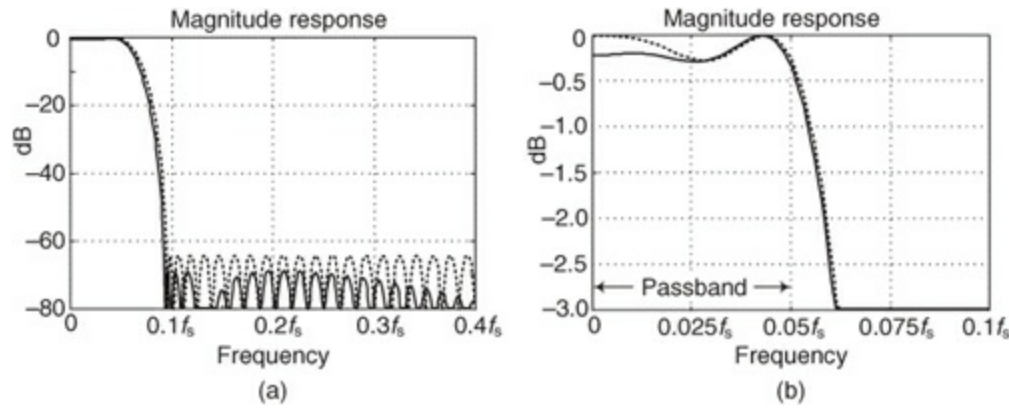 Magnitude response
0
−20
−40
−60
−80
dB
0
0.1fs
0.2fs
0.3fs
0.4fs
Frequency
(a)
Magnitude response
0
−0.5
−1.0
−1.5
−2.0
−2.5
−3.0
dB
Passband
0
0.025fs
0.05fs
0.075fs
0.1fs
Frequency
(b)